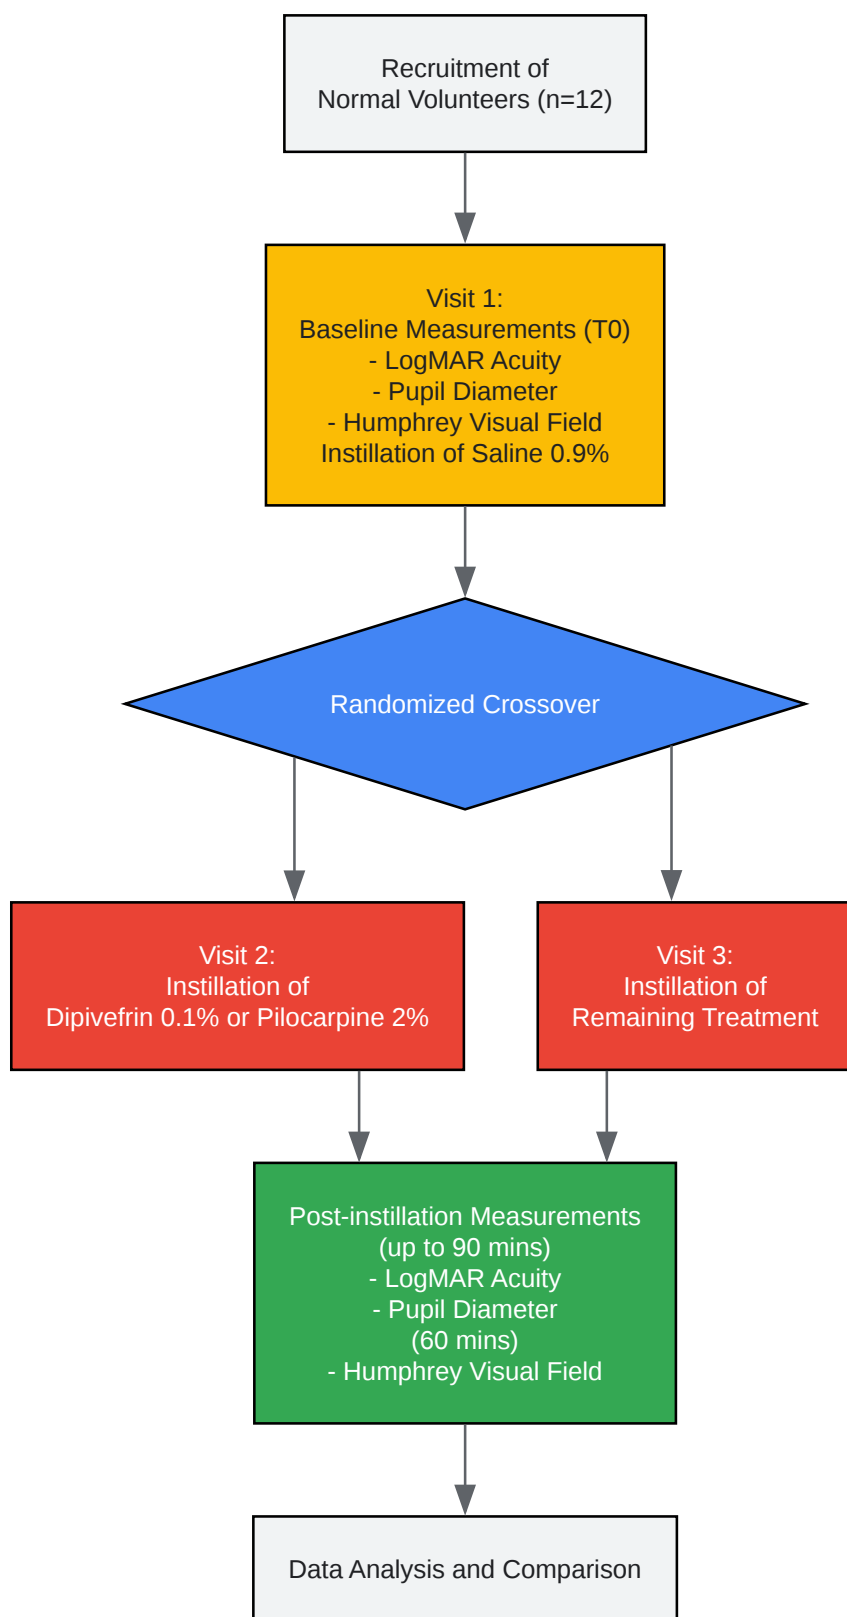 Recruitment of
Normal Volunteers (n=12)
Visit 1:
Baseline Measurements (T0)
- LogMAR Acuity
- Pupil Diameter
- Humphrey Visual Field
Instillation of Saline 0.9%
Randomized Crossover
Visit 2:
Instillation of
Dipivefrin 0.1% or Pilocarpine 2%
Visit 3:
Instillation of
Remaining Treatment
Post-instillation Measurements
(up to 90 mins)
- LogMAR Acuity
- Pupil Diameter
(60 mins)
- Humphrey Visual Field
Data Analysis and Comparison